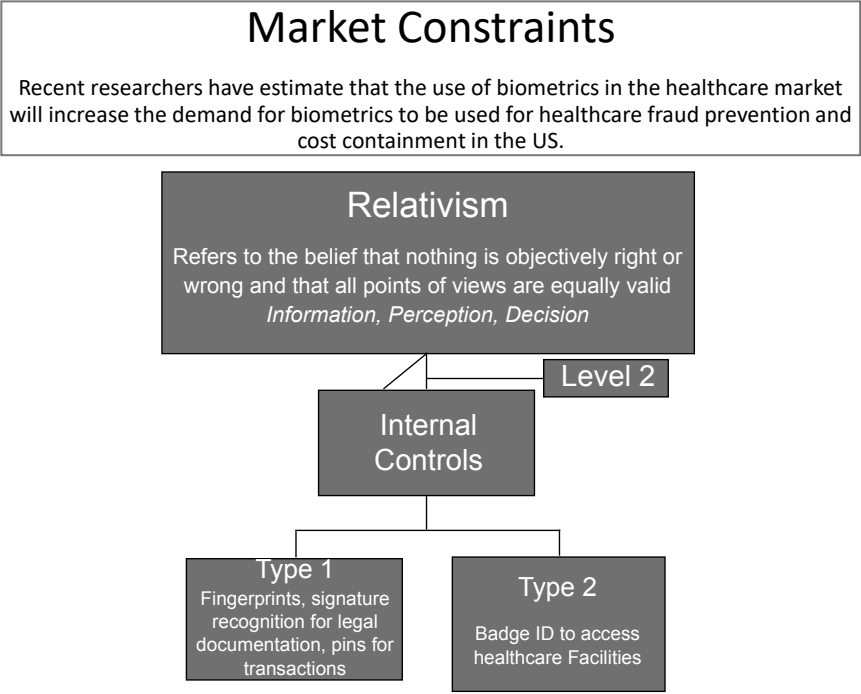 Market Constraints
Recent researchers have estimate that the use of biometrics in the healthcare market
will increase the demand for biometrics to be used for healthcare fraud prevention and
cost containment in the US.
Relativism
Refers to the belief that nothing is objectively right or
wrong and that all points of views are equally valid
Information, Perception, Decision
Level 2
Internal
Controls
Type 1
Fingerprints, signature
recognition for legal
documentation, pins for
transactions
Type 2
Badge ID to access
healthcare Facilities